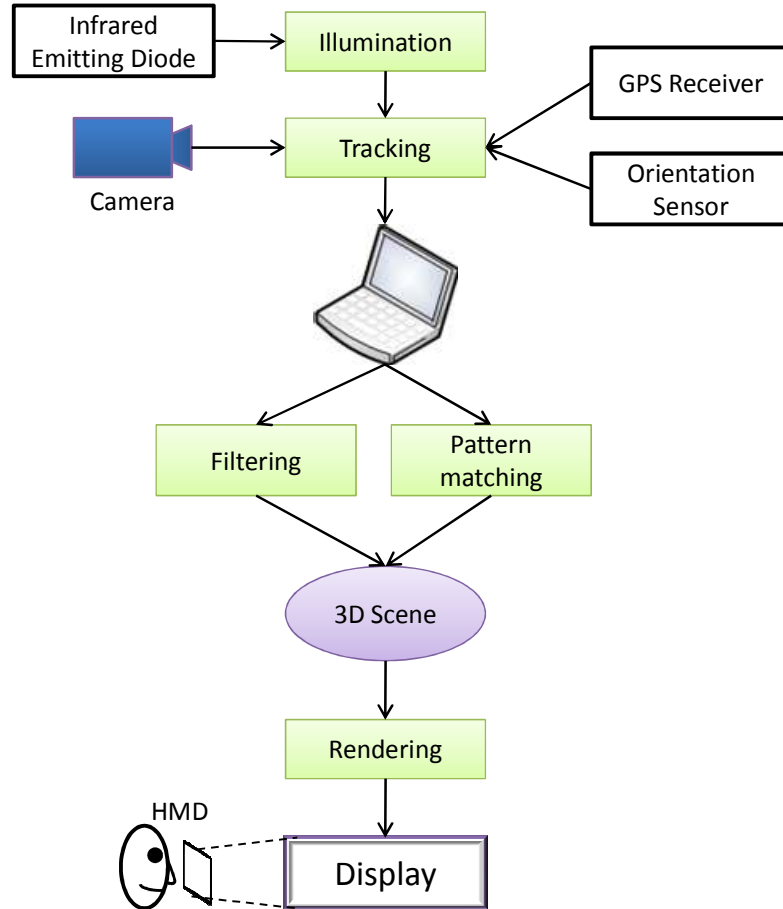 Infrared
Emitting Diode
Illumination
GPS Receiver
Tracking
Camera
Orientation
Sensor
Filtering
Pattern
matching
3D Scene
Rendering
HMD
Display